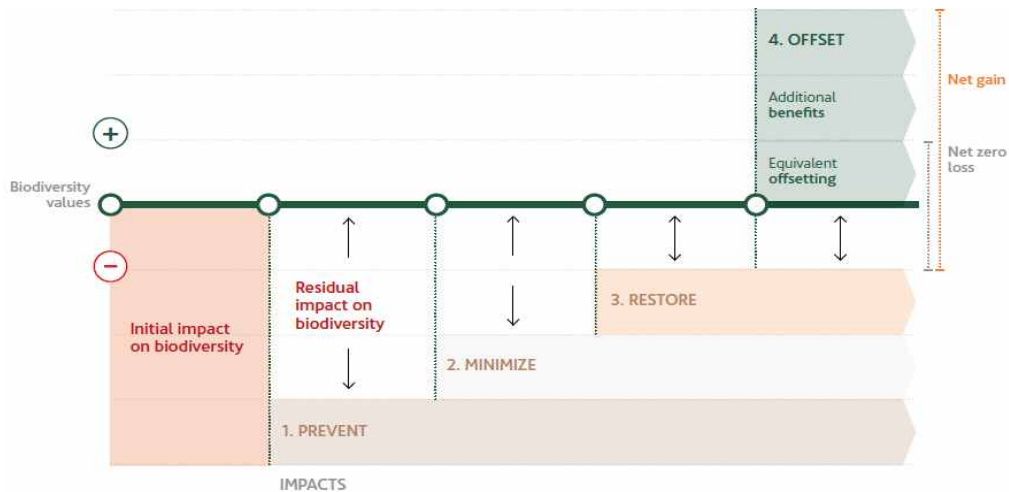 4. OFFSET
Net gain
Additional
benefits
+
Net zero
loss
Equivalent
offsetting
Biodiversity
values
−
Residual
impact on
biodiversity
3. RESTORE
Initial impact
on biodiversity
2. MINIMIZE
1. PREVENT
IMPACTS